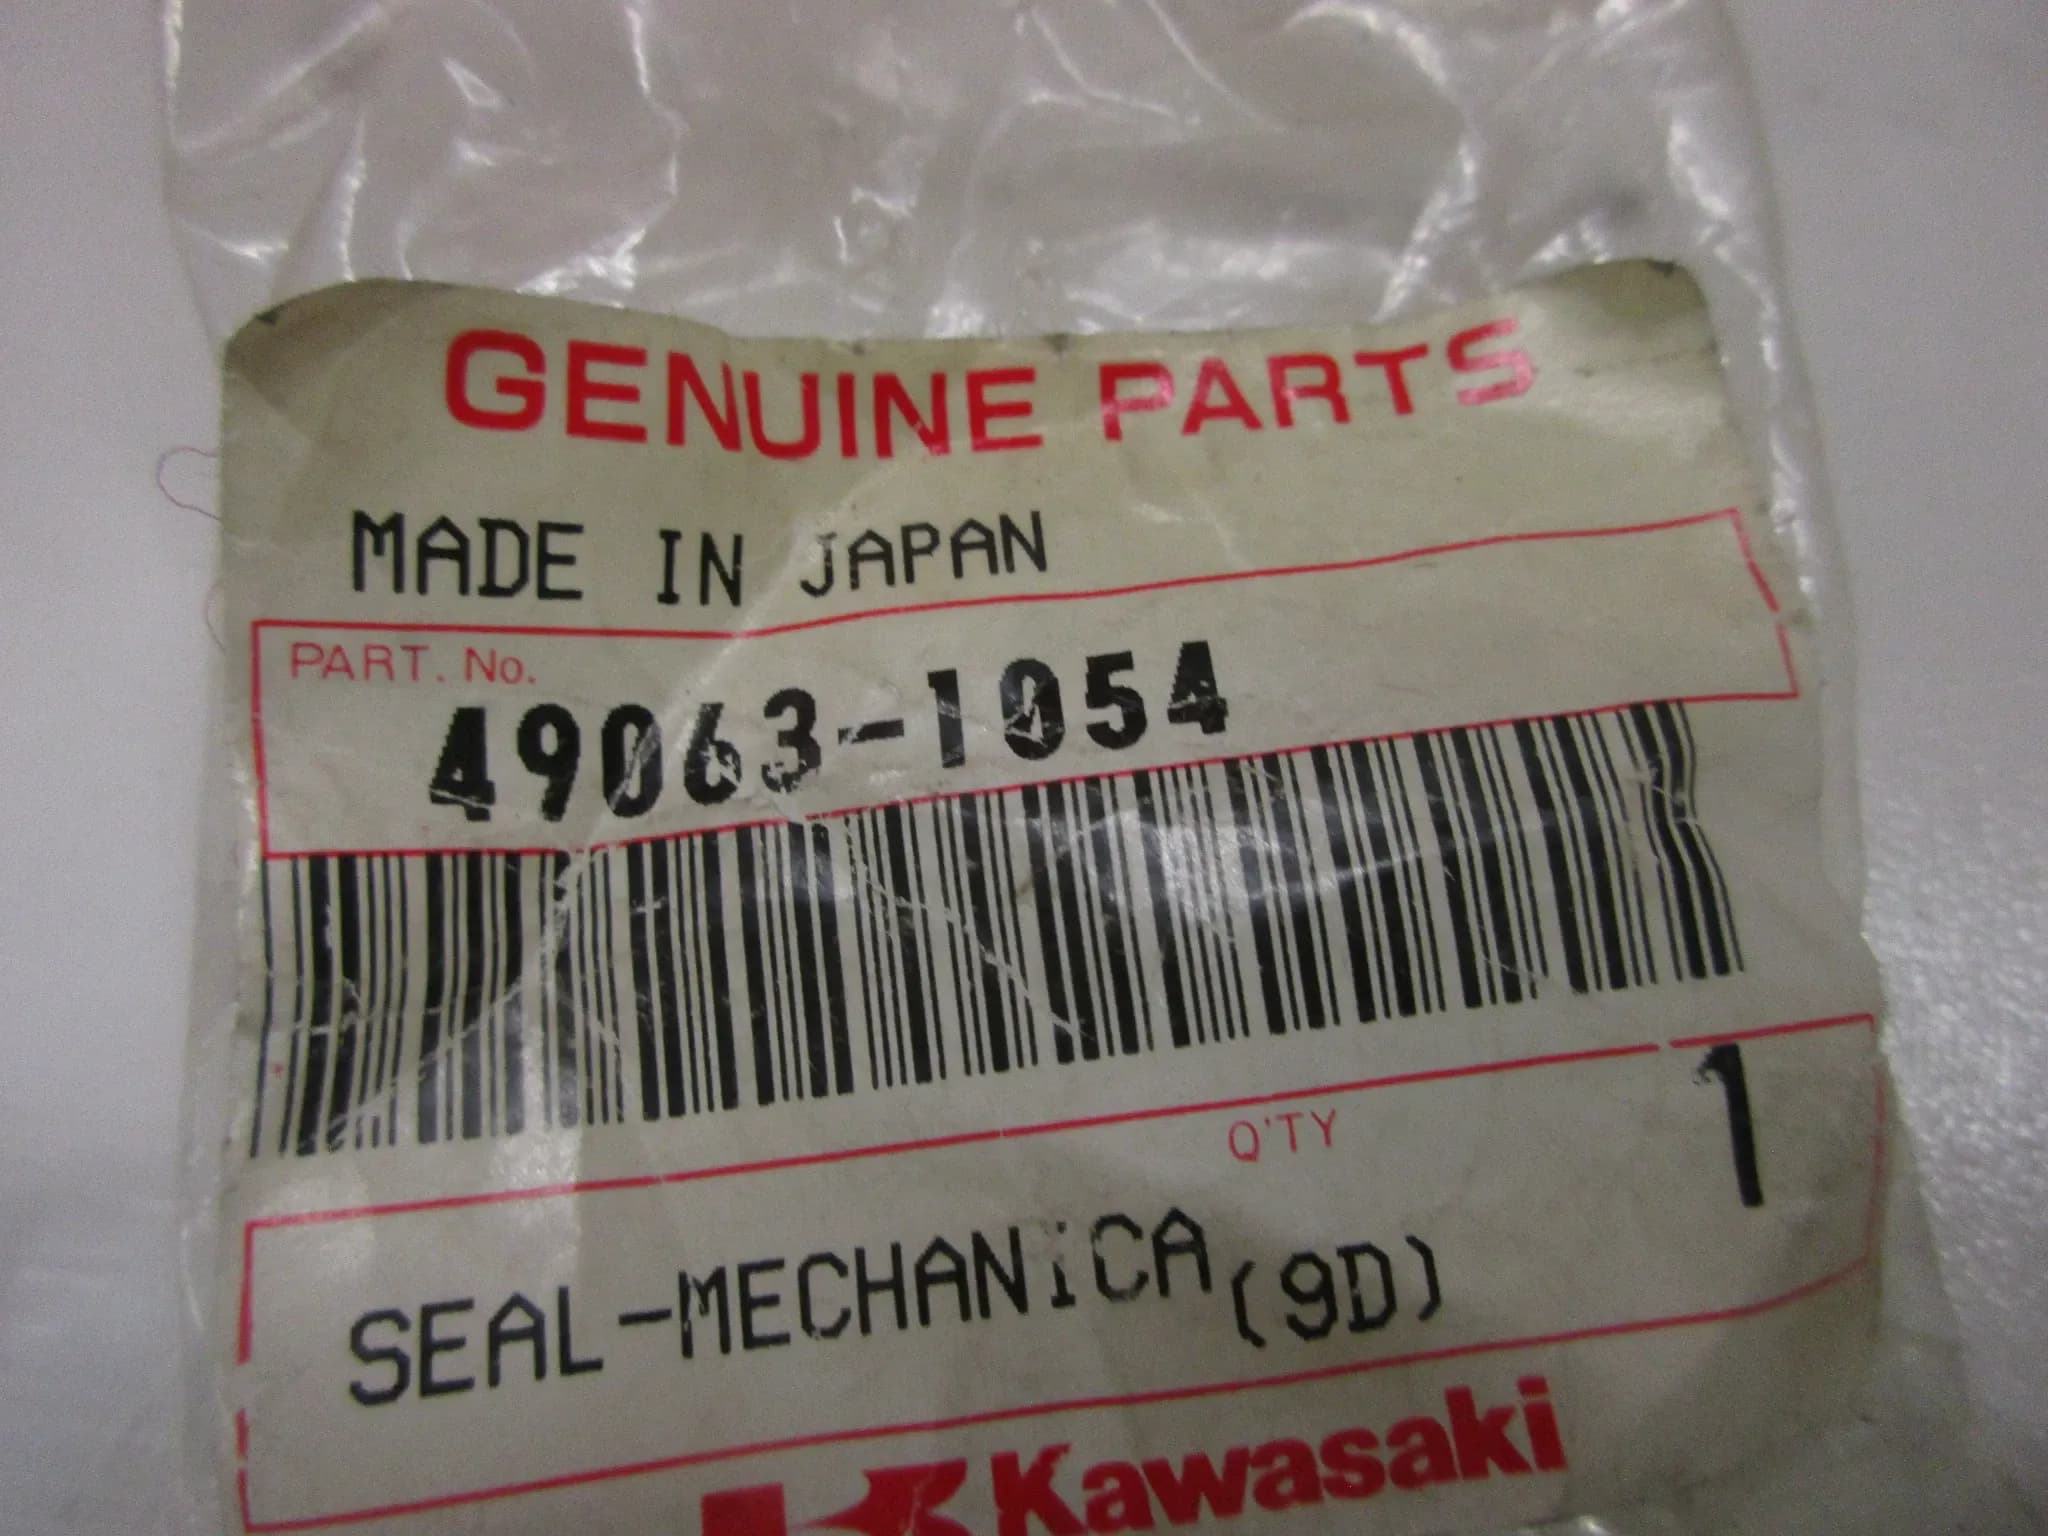 GENUINE PARTS
MADE IN JAPAN
PART. No.
49063-1054
Q'TY 1
SEAL-MECHANiCA(9D)
Kawasaki